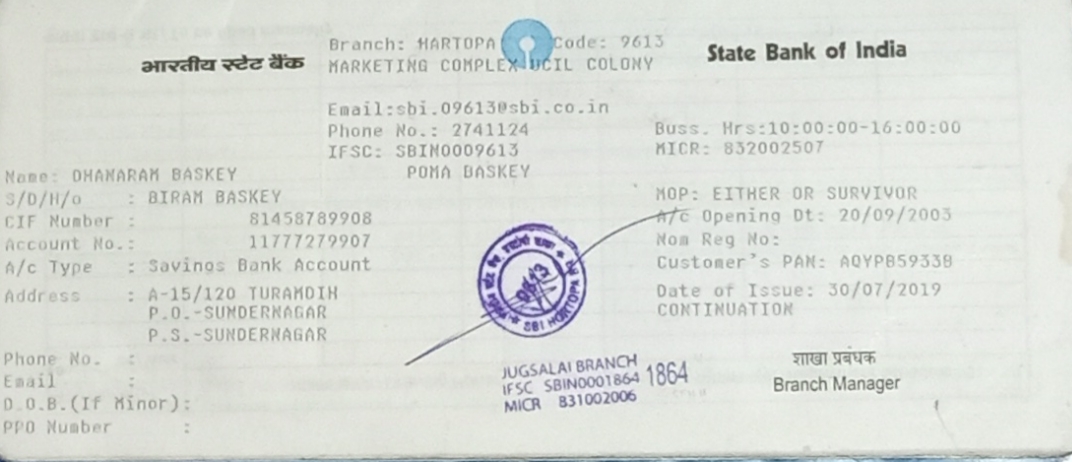 भारतीय स्टेट बैंक
Branch: HARTOPA Code: 9613
MARKETING COMPLEX UCIL COLONY
State Bank of India
Email:sbi.09613@sbi.co.in
Phone No.: 2741124
IFSC: SBIN0009613
Buss. Hrs:10:00:00-16:00:00
MICR: 832002507
Name: DHANARAM BASKEY POMA BASKEY
S/D/H/o : BIRAM BASKEY
CIF Number : 81458789908
Account No.: 11777279907
A/c Type : Savings Bank Account
Address : A-15/120 TURAMDIH
P.O.-SUNDERNAGAR
P.S.-SUNDERNAGAR
Phone No. :
Email :
D.O.B.(If Minor):
PPO Number :
MOP: EITHER OR SURVIVOR
A/c Opening Dt: 20/09/2003
Nom Reg No:
Customer's PAN: AQYPB5933B
Date of Issue: 30/07/2019
CONTINUATION
SBI HORTOPA
JUGSALAI BRANCH
IFSC SBIN0001864 1864
MICR 831002006
शाखा प्रबंधक
Branch Manager